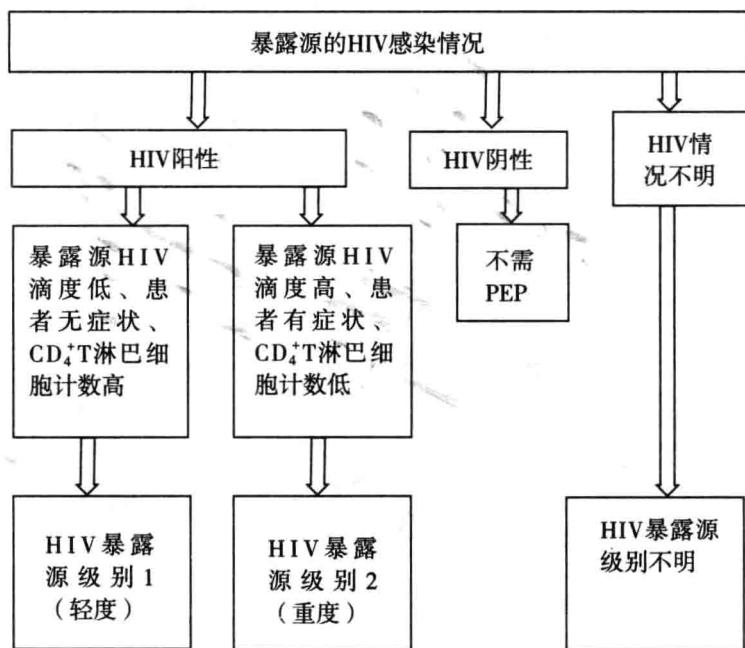 暴露源的HIV感染情况
HIV阳性
HIV阴性
HIV情
况不明
暴露源HIV
滴度低、患
者无症状、
CD₄⁺T淋巴细
胞计数高
暴露源HIV
滴度高、患
者有症状、
CD₄⁺T淋巴细
胞计数低
不需
PEP
HIV暴露
源级别1
（轻度）
HIV暴露
源级别2
（重度）
HIV暴露源
级别不明